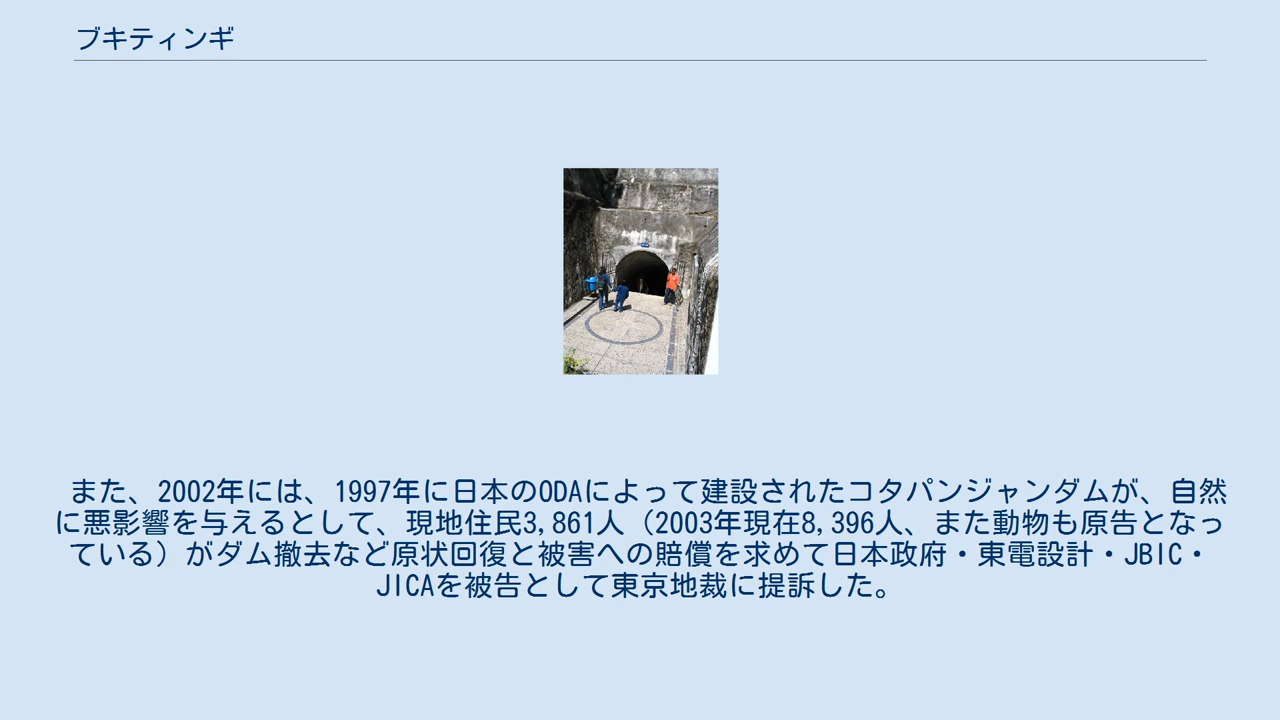 ブキティンギ
また、2002年には、1997年に日本のODAによって建設されたコタパンジャンダムが、自然
に悪影響を与えるとして、現地住民3,861人（2003年現在8,396人、また動物も原告となっ
ている）がダム撤去など原状回復と被害への賠償を求めて日本政府・東電設計・JBIC・
JICAを被告として東京地裁に提訴した。